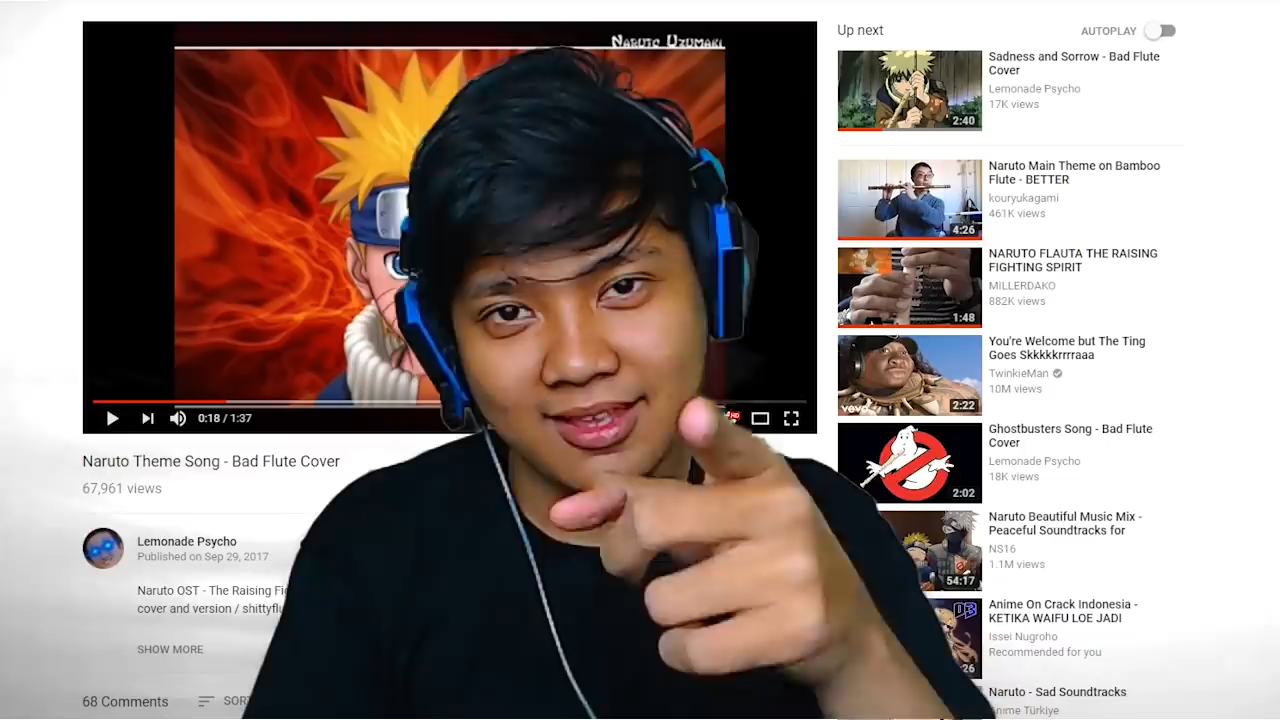 Naruto Uzumaki
0:18 / 1:37
HD
Naruto Theme Song - Bad Flute Cover
67,961 views
Lemonade Psycho
Published on Sep 29, 2017
Naruto OST - The Raising
cover and version /
SHOW MORE
68 Comments
Up next
AUTOPLAY
2:40
Sadness and Sorrow - Bad Flute
Cover
Lemonade Psycho
17K views
4:26
Naruto Main Theme on Bamboo
Flute - BETTER
kouryukagami
461K views
1:48
NARUTO FLAUTA THE RAISING
FIGHTING SPIRIT
MILLERDAKO
882K views
vevo
2:22
You're Welcome but The Ting
Goes Skkkkkrrrraaa
TwinkieMan
10M views
2:02
Ghostbusters Song - Bad Flute
Cover
Lemonade Psycho
18K views
54:17
Naruto Beautiful Music Mix -
Peaceful Soundtracks for
NS16
1.1M views
Anime On Crack Indonesia -
KETIKA WAIFU LOE JADI
Issei Nugroho
Recommended for you
Naruto - Sad Soundtracks
Anime Türkiye